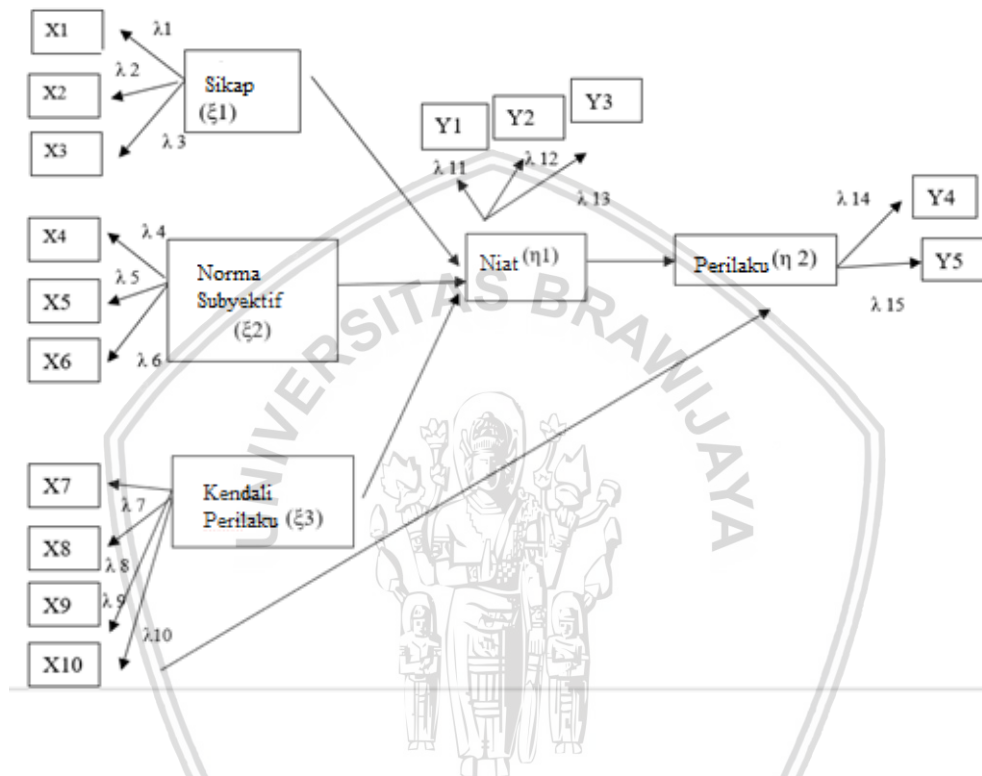 X1
λ1
λ 2
X2
X3
λ 3
Sikap
(ξ1)
Y1
Y2
Y3
λ 11
λ 12
λ 13
X4
λ 4
λ 5
X5
X6
λ 6
Norma
Subyektif
(ξ2)
Niat (η1)
Perilaku (η 2)
λ 14
Y4
Y5
λ 15
X7
λ 7
X8
λ 8
X9
λ 9
X10
λ10
Kendali
Perilaku (ξ3)
UNIVERSITAS BRAWIJAYA